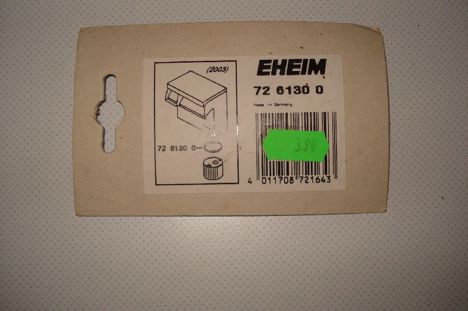 (2003)
EHEIM
72 6130 0
Made in Germany
72 6130 0
4 011708 721643